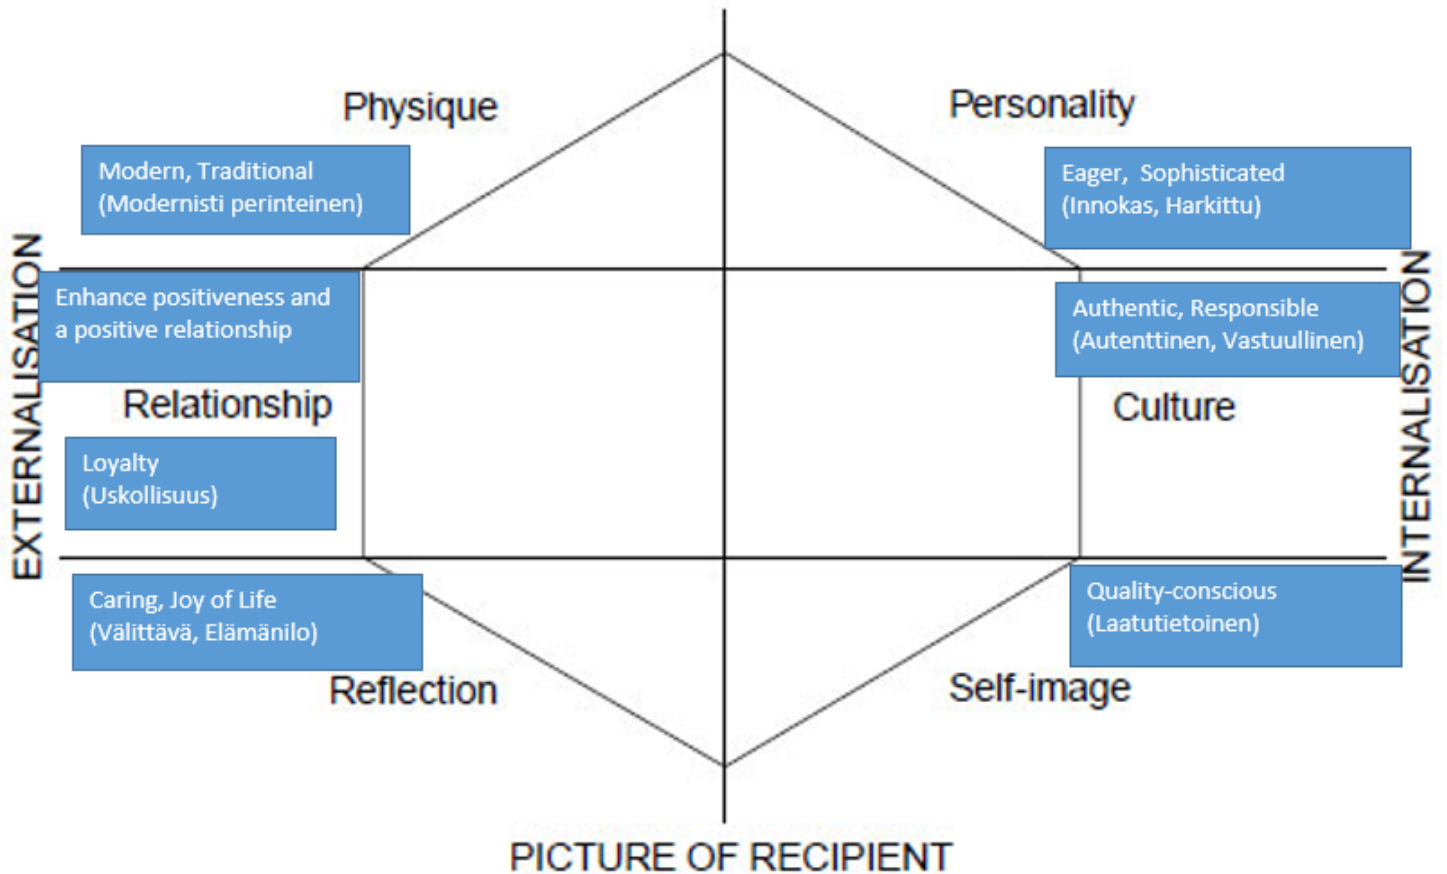 Physique
Personality
Modern, Traditional
(Modernisti perinteinen)
Eager, Sophisticated
(Innokas, Harkittu)
EXTERNALISATION
INTERNALISATION
Enhance positiveness and
a positive relationship
Authentic, Responsible
(Autenttinen, Vastuullinen)
Relationship
Culture
Loyalty
(Uskollisuus)
Caring, Joy of Life
(Välittävä, Elämänilo)
Quality-conscious
(Laatutietoinen)
Reflection
Self-image
PICTURE OF RECIPIENT